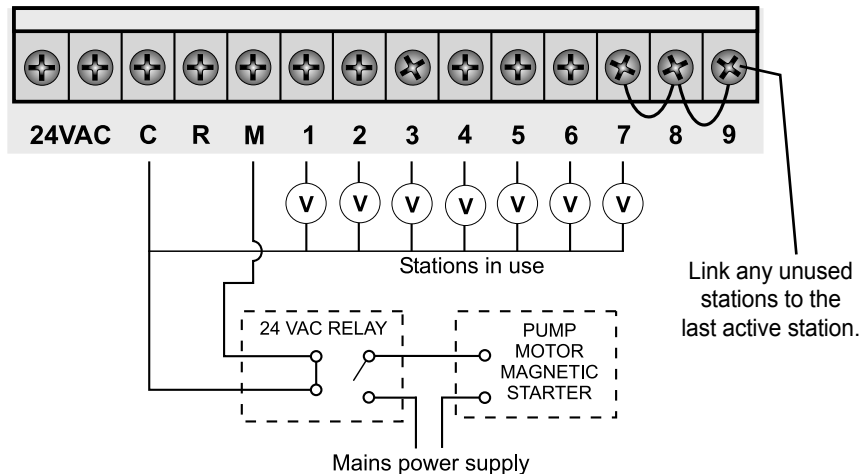 24VAC C R M 1 2 3 4 5 6 7 8 9
V V V V V V V
Stations in use
Link any unused
stations to the
last active station.
24 VAC RELAY
PUMP
MOTOR
MAGNETIC
STARTER
Mains power supply